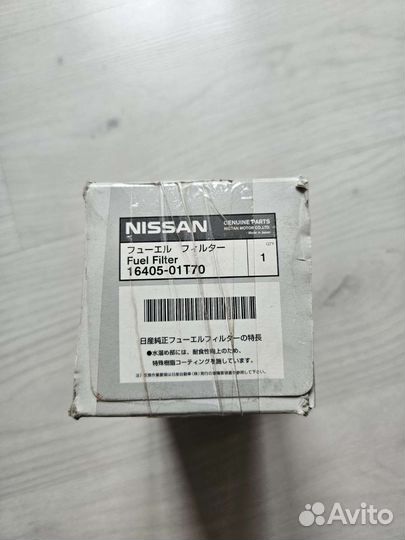 NISSAN
GENUINE PARTS
NISSAN MOTOR CO.,LTD.
Made in Japan
フューエル フィルター
Fuel Filter
16405-01T70
QTY
1
日産純正フューエルフィルターの特長
●水溜め部には、耐食性向上のため、
特殊樹脂コーティングを施しています。
Avito